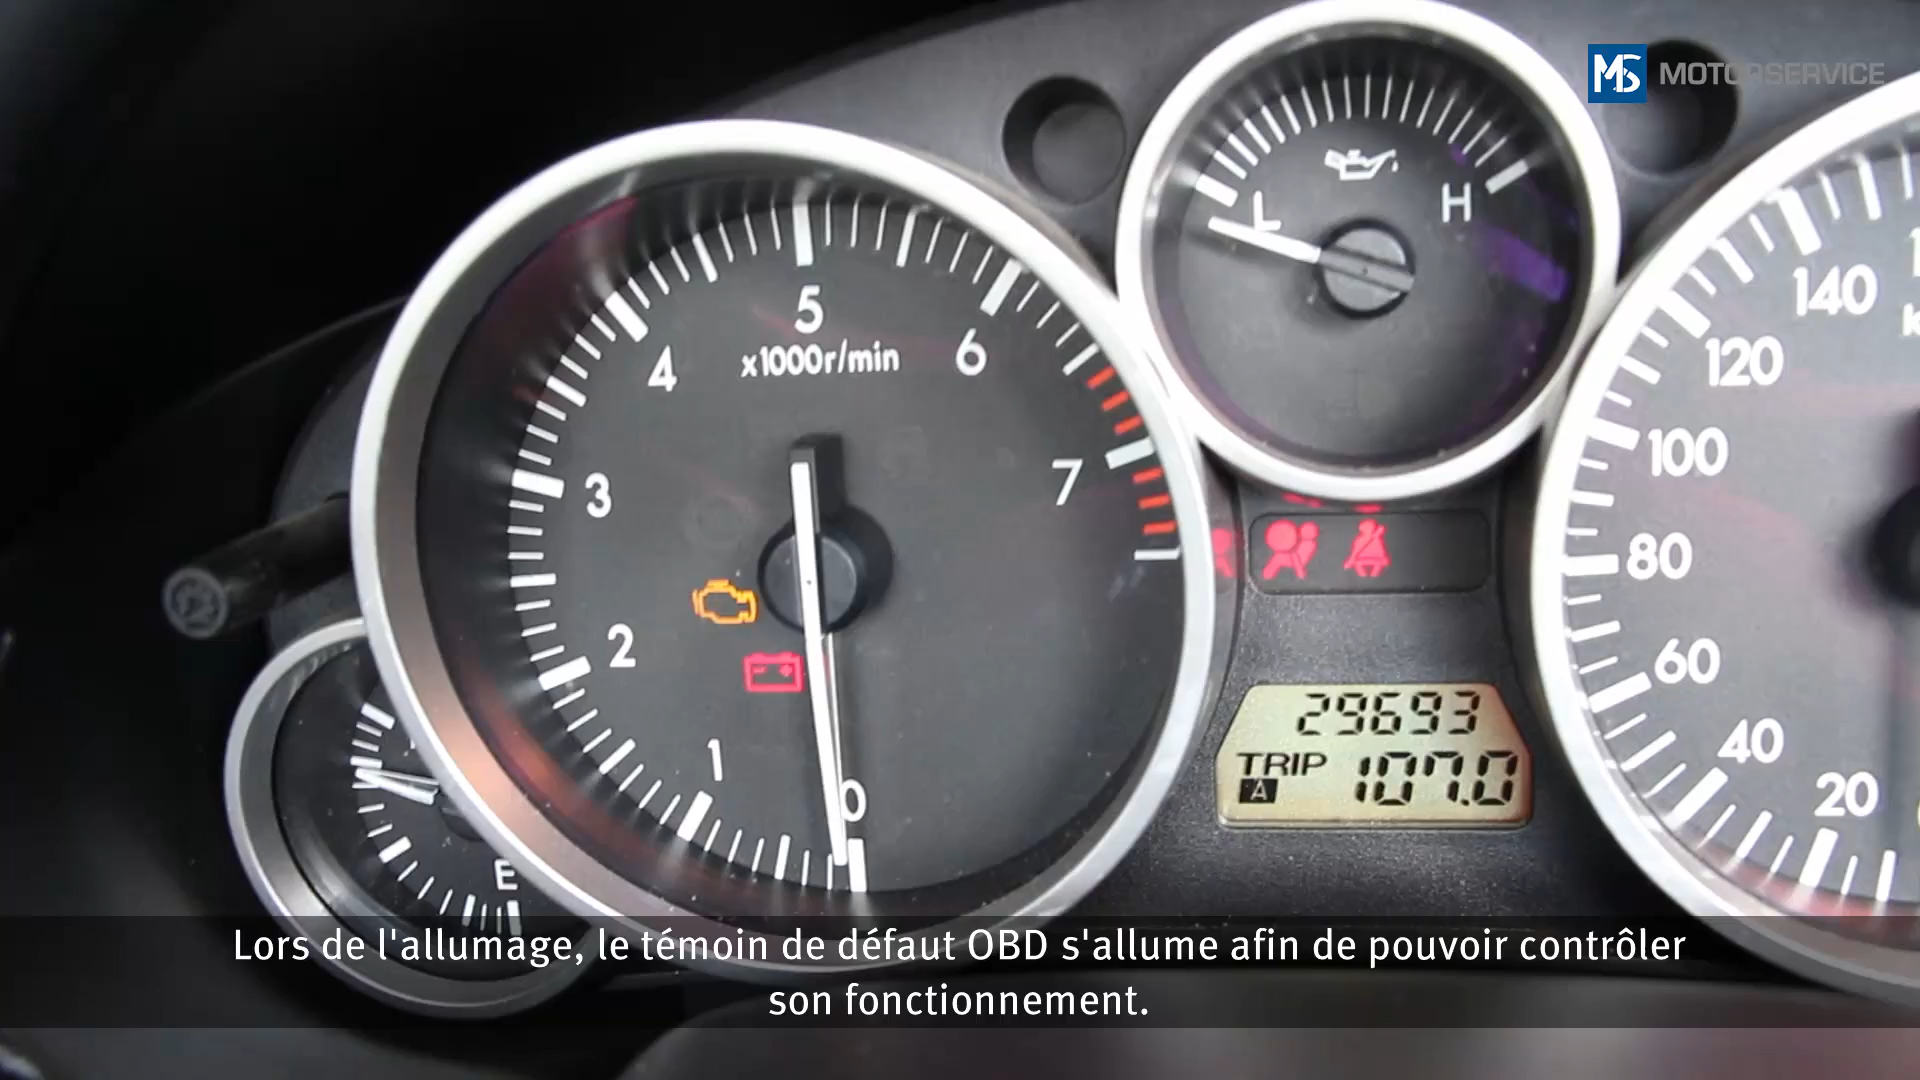 MS MOTORSERVICE
L H
5
x1000r/min
4 6
3 7
2
1
0
E
140
120
100
80
60
40
20
29693
TRIP A 107.0
Lors de l'allumage, le témoin de défaut OBD s'allume afin de pouvoir contrôler
son fonctionnement.